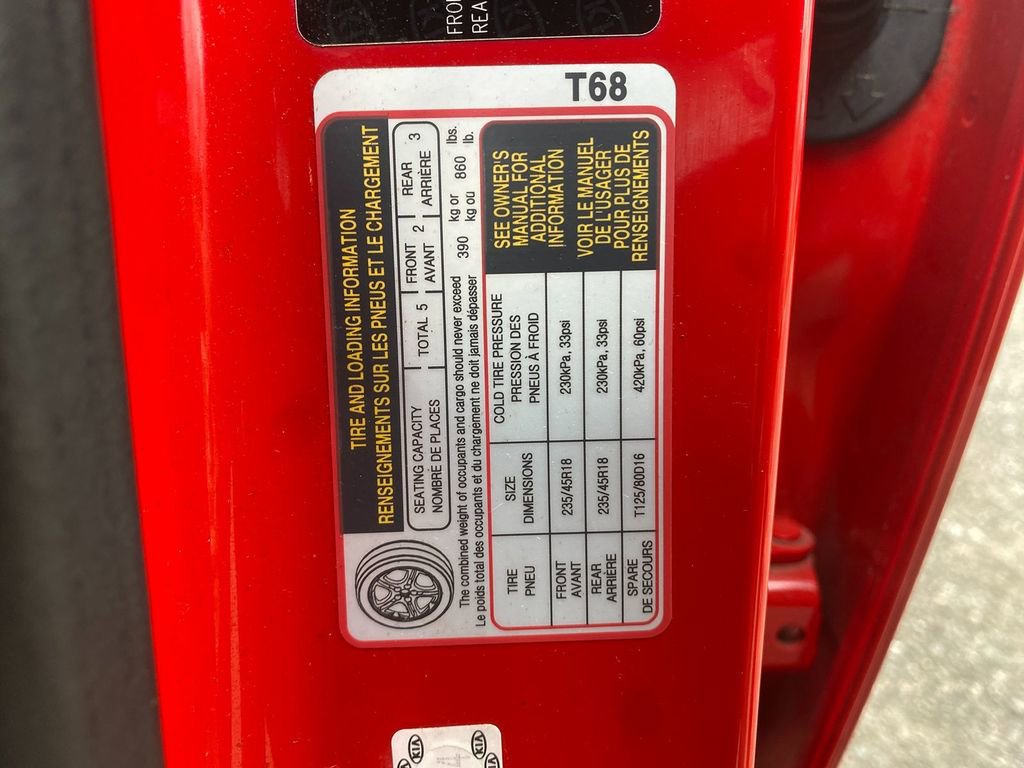 FRO
REA
T68
TIRE AND LOADING INFORMATION
RENSEIGNEMENTS SUR LES PNEUS ET LE CHARGEMENT
SEATING CAPACITY
NOMBRE DE PLACES
TOTAL 5
FRONT
AVANT 2
REAR
ARRIÈRE 3
The combined weight of occupants and cargo should never exceed 390 kg or 860 lbs.
Le poids total des occupants et du chargement ne doit jamais dépasser kg ou lb.
TIRE
PNEU
SIZE
DIMENSIONS
COLD TIRE PRESSURE
PRESSION DES
PNEUS À FROID
SEE OWNER'S
MANUAL FOR
ADDITIONAL
INFORMATION
VOIR LE MANUEL
DE L'USAGER
POUR PLUS DE
RENSEIGNEMENTS
FRONT
AVANT
235/45R18
230kPa, 33psi
REAR
ARRIÈRE
235/45R18
230kPa, 33psi
SPARE
DE SECOURS
T125/80D16
420kPa, 60psi
KIA
KIA